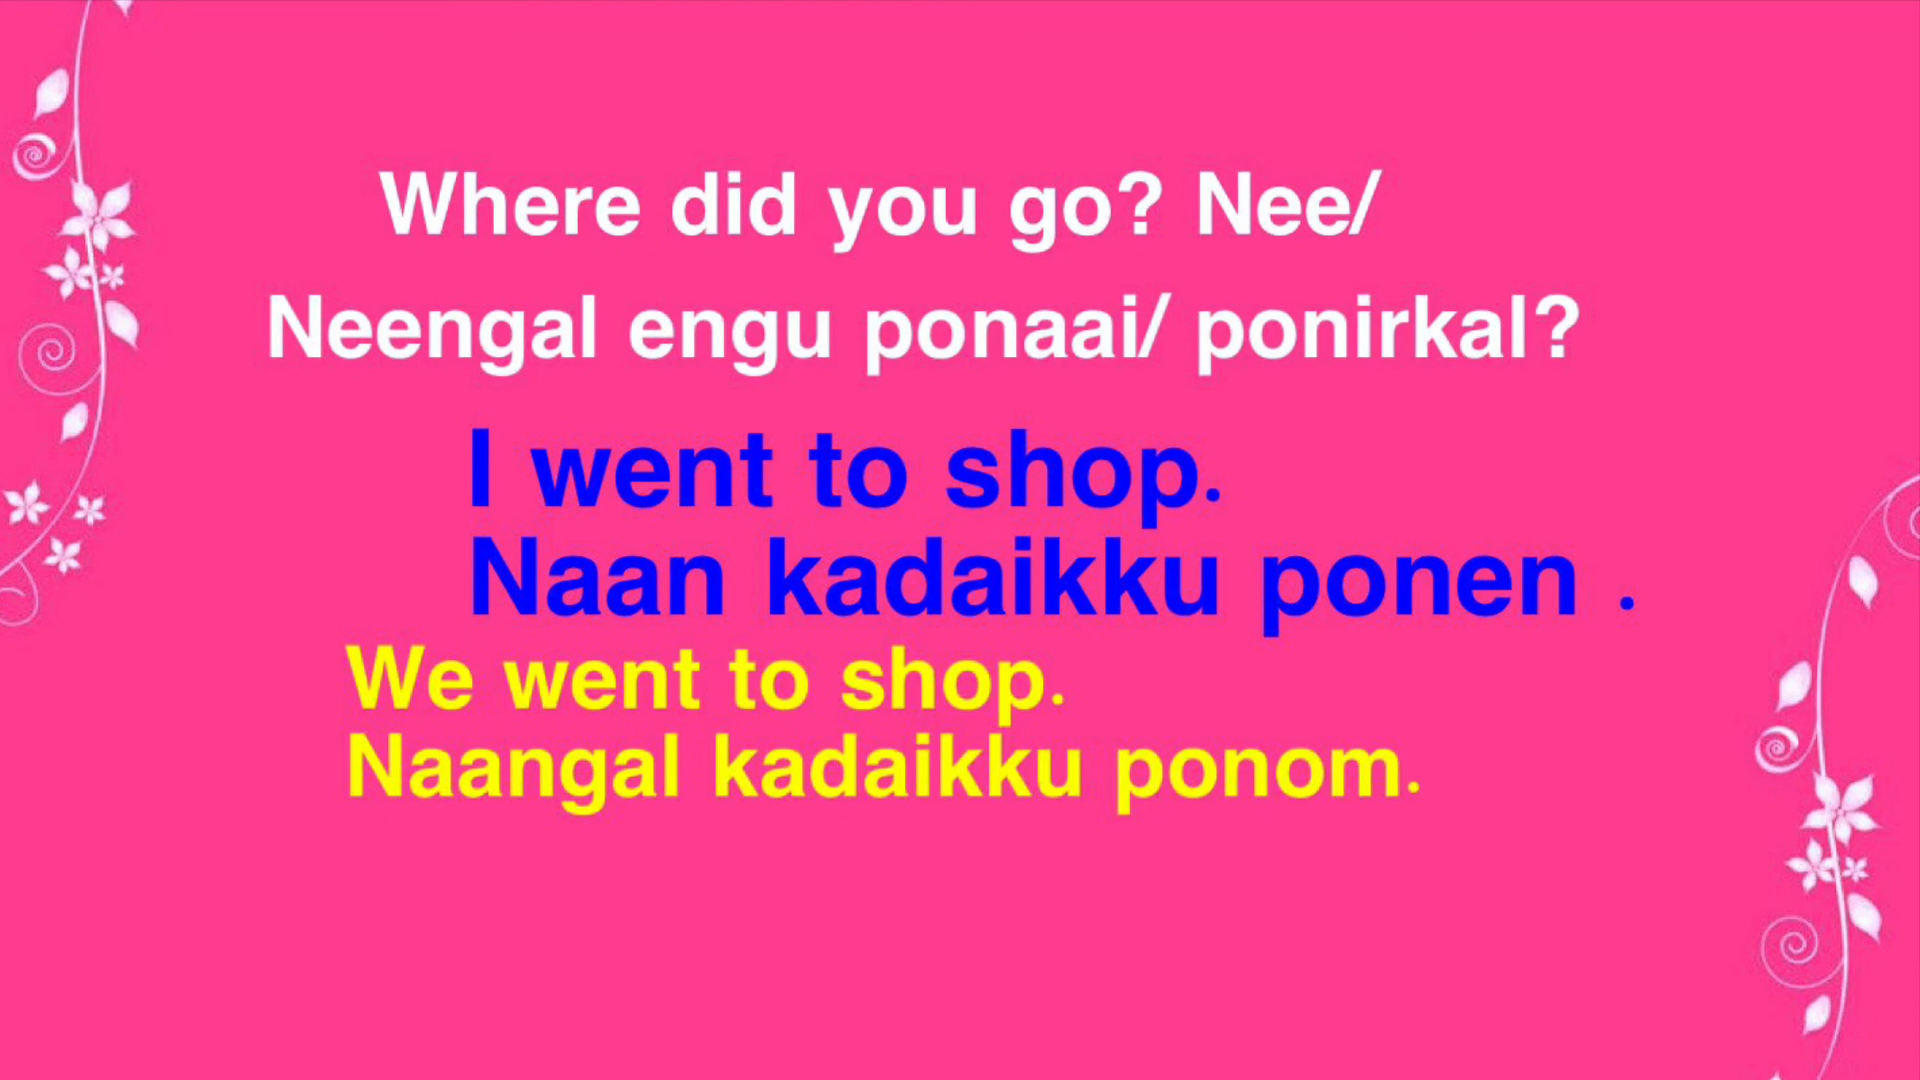 Where did you go? Nee/
Neengal engu ponaai/ ponirkal?
I went to shop.
Naan kadaikku ponen .
We went to shop.
Naangal kadaikku ponom.